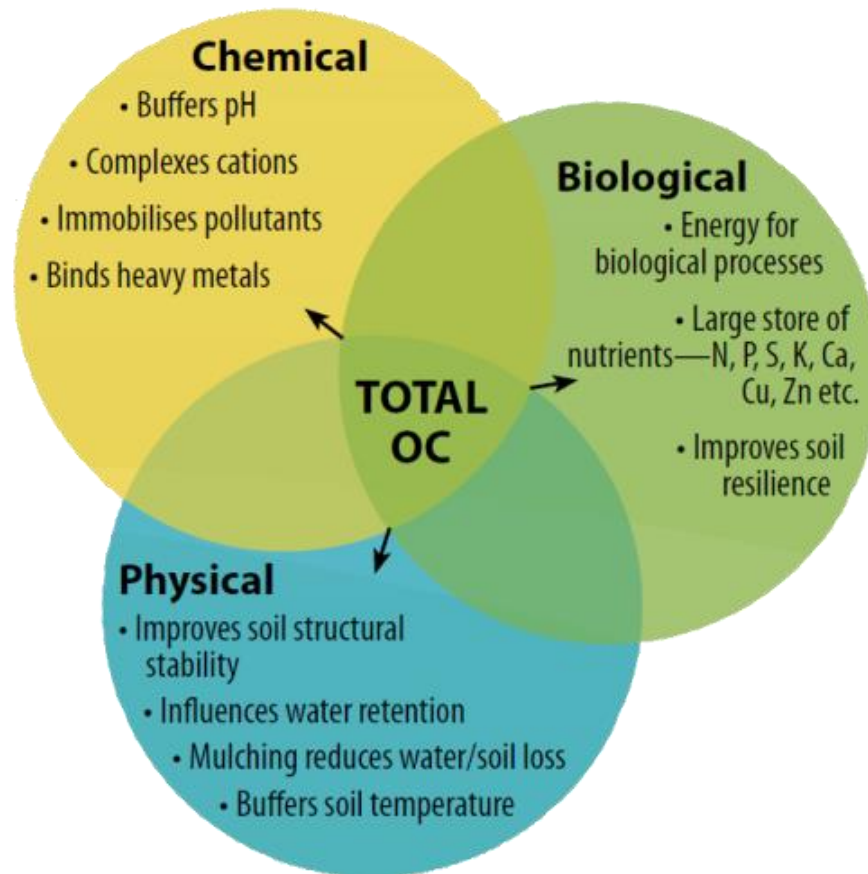 Chemical
• Buffers pH
• Complexes cations
• Immobilises pollutants
• Binds heavy metals
Biological
• Energy for
biological processes
• Large store of
nutrients—N, P, S, K, Ca,
Cu, Zn etc.
• Improves soil
resilience
TOTAL
OC
Physical
• Improves soil structural
stability
• Influences water retention
• Mulching reduces water/soil loss
• Buffers soil temperature